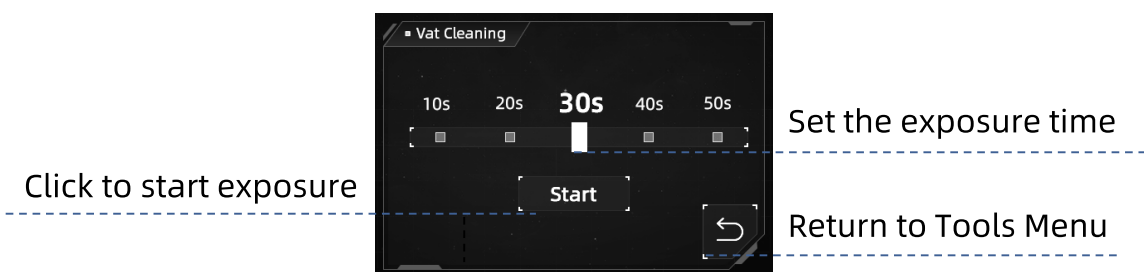 Vat Cleaning
10s 20s 30s 40s 50s
Set the exposure time
Click to start exposure
Start
Return to Tools Menu